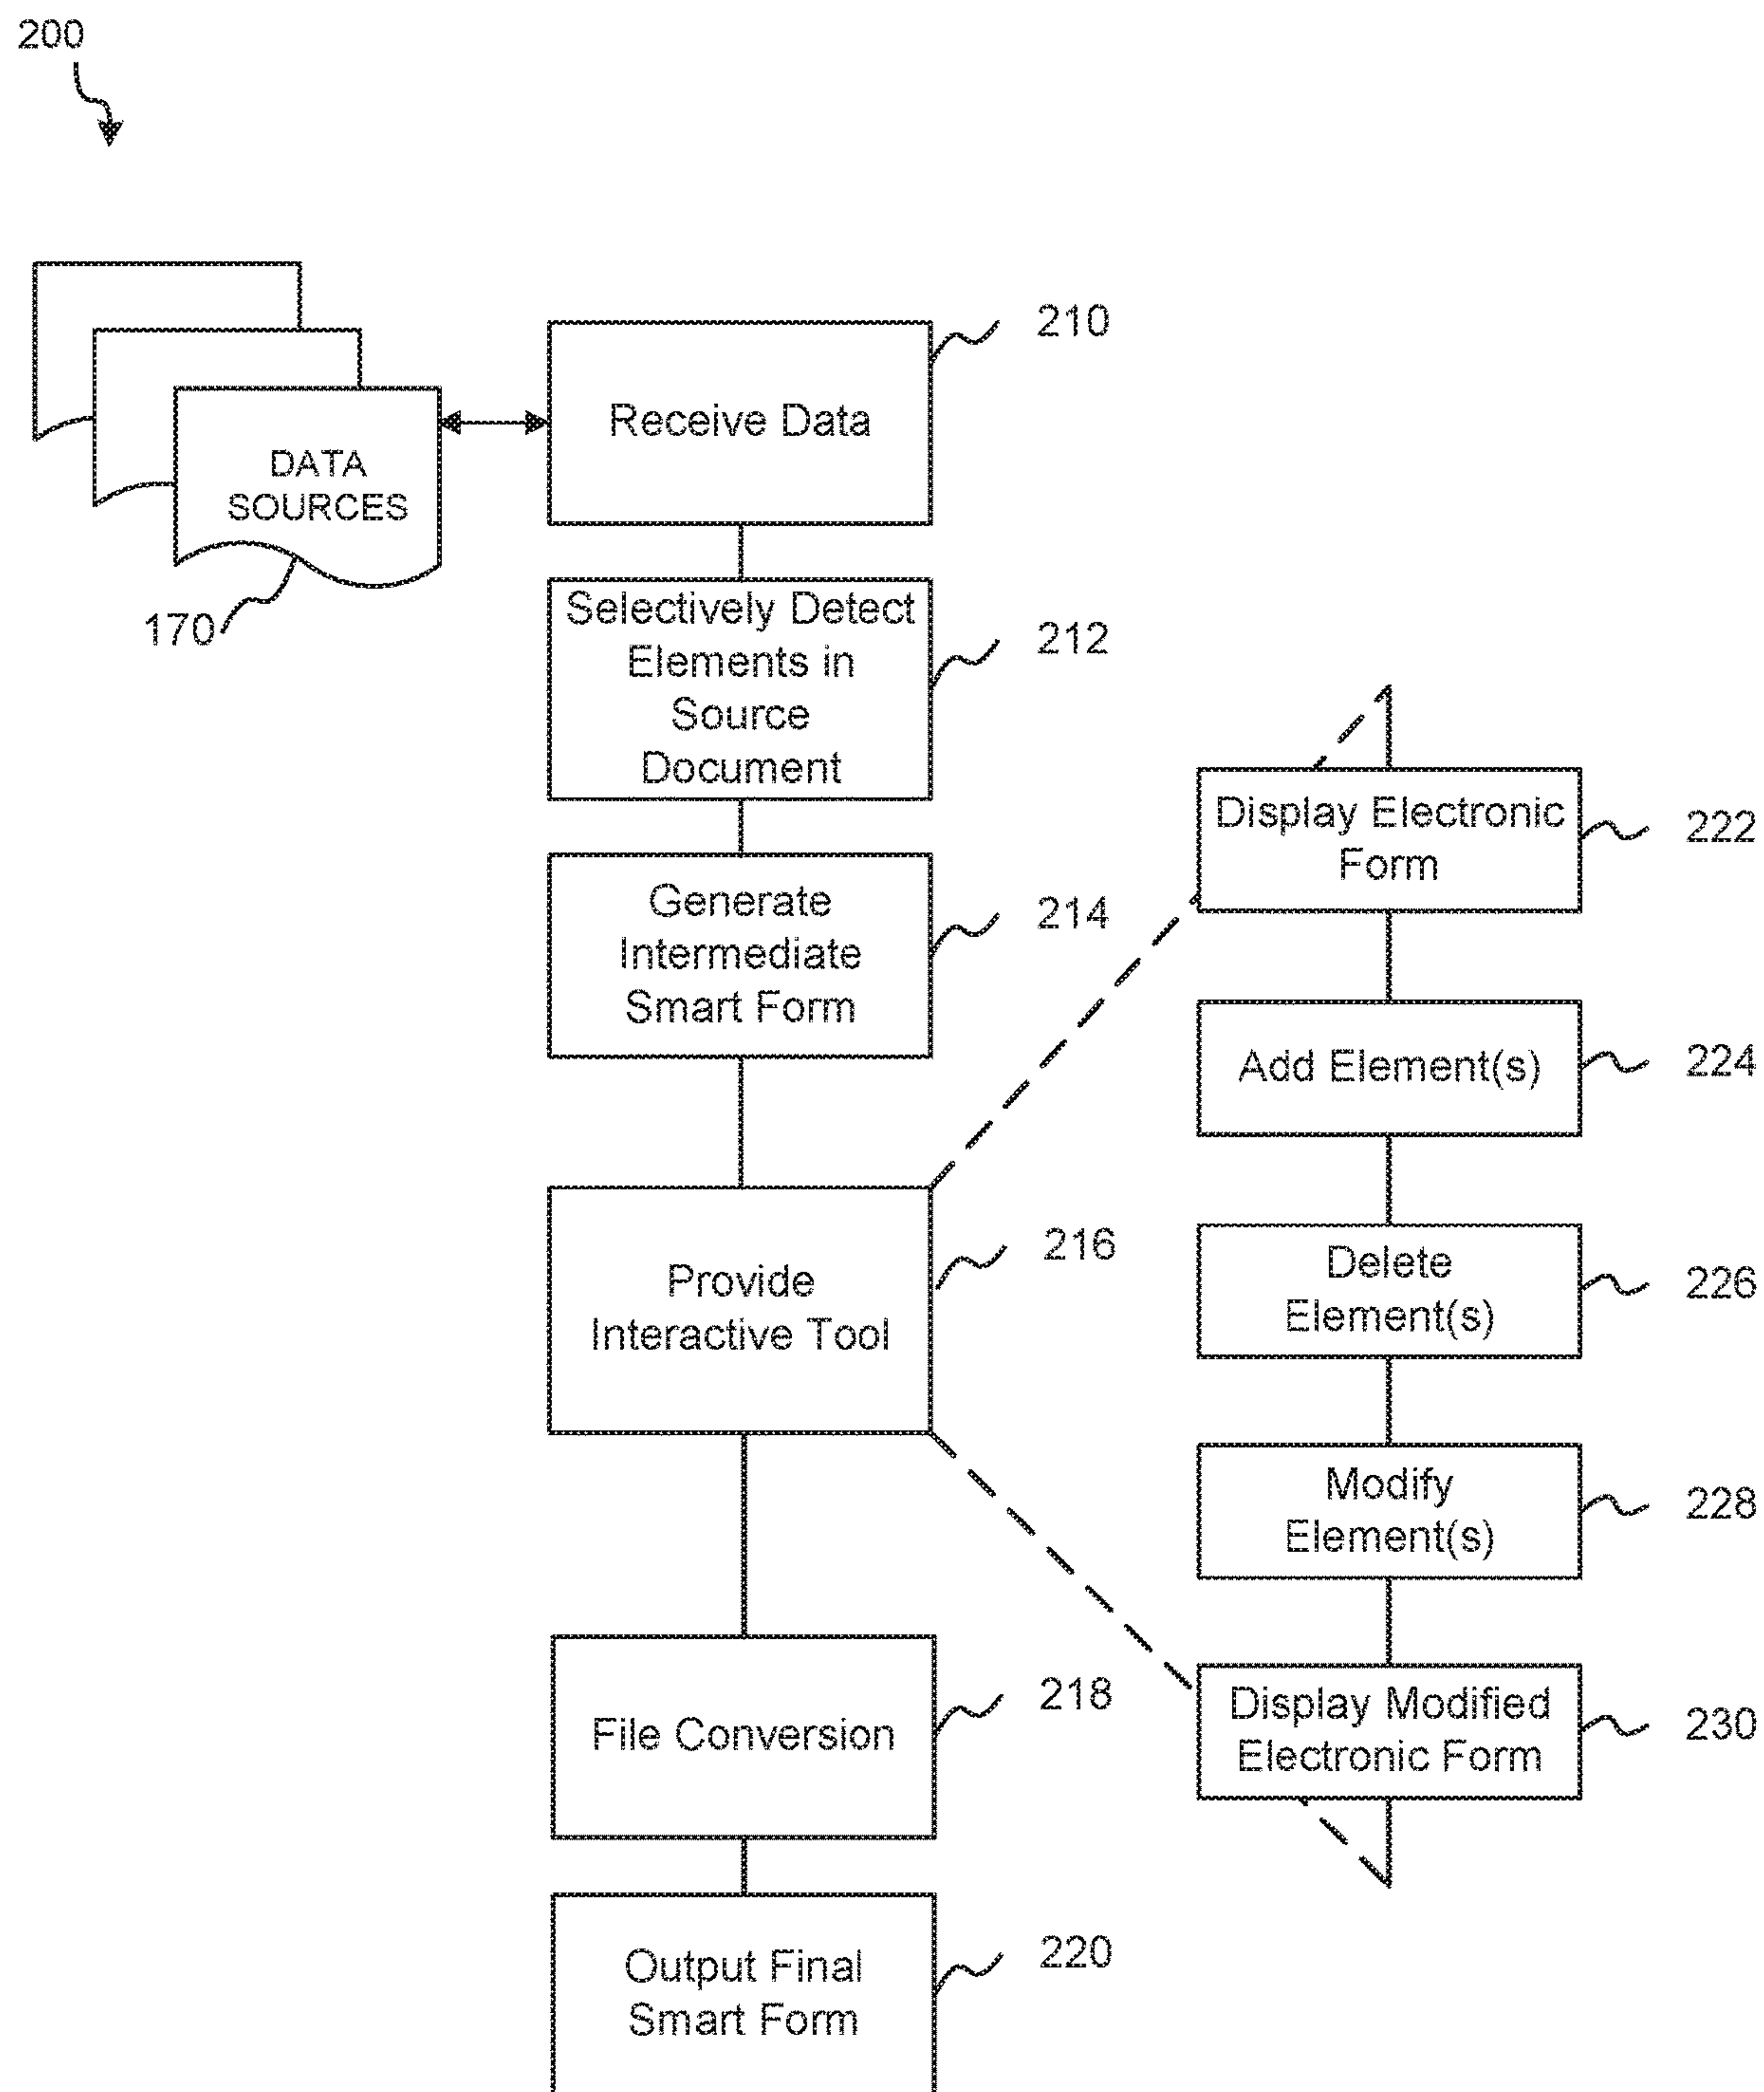 200
210
Receive Data
DATA
SOURCES
170
Selectively Detect
Elements in
Source
Document
212
Generate
Intermediate
Smart Form
214
Provide
Interactive Tool
216
File Conversion
218
Output Final
Smart Form
220
Display Electronic
Form
222
Add Element(s)
224
Delete
Element(s)
226
Modify
Element(s)
228
Display Modified
Electronic Form
230